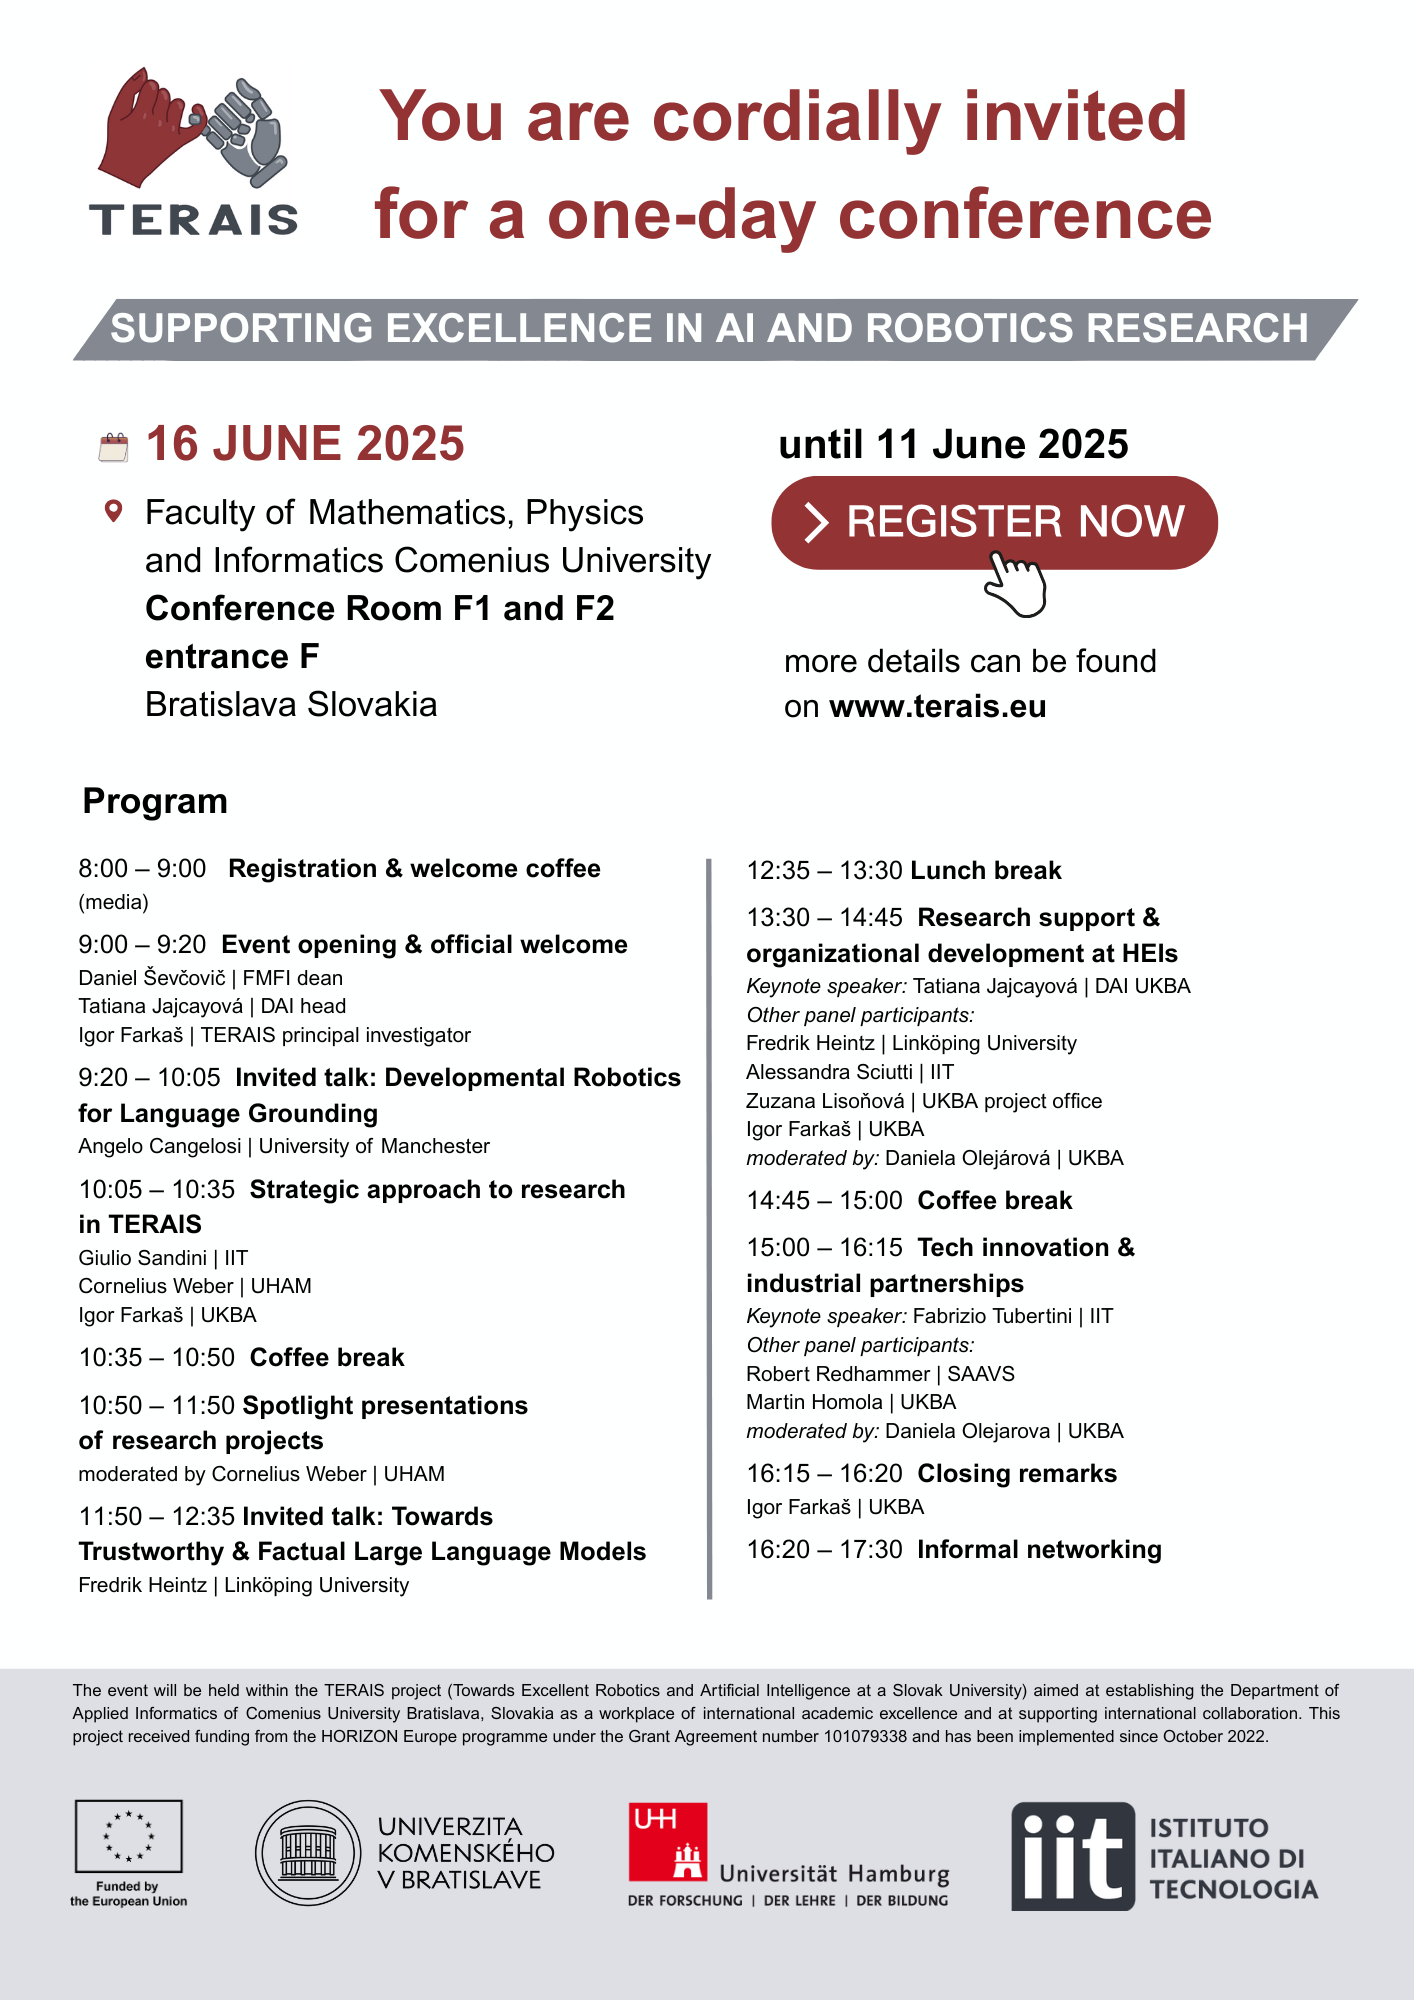 TERAIS
You are cordially invited
for a one-day conference
SUPPORTING EXCELLENCE IN AI AND ROBOTICS RESEARCH
16 JUNE 2025
Faculty of Mathematics, Physics
and Informatics Comenius University
Conference Room F1 and F2
entrance F
Bratislava Slovakia
until 11 June 2025
REGISTER NOW
more details can be found
on www.terais.eu
Program
8:00 – 9:00 Registration & welcome coffee
(media)
9:00 – 9:20 Event opening & official welcome
Daniel Ševčovič | FMFI dean
Tatiana Jajcayová | DAI head
Igor Farkaš | TERAIS principal investigator
9:20 – 10:05 Invited talk: Developmental Robotics
for Language Grounding
Angelo Cangelosi | University of Manchester
10:05 – 10:35 Strategic approach to research
in TERAIS
Giulio Sandini | IIT
Cornelius Weber | UHAM
Igor Farkaš | UKBA
10:35 – 10:50 Coffee break
10:50 – 11:50 Spotlight presentations
of research projects
moderated by Cornelius Weber | UHAM
11:50 – 12:35 Invited talk: Towards
Trustworthy & Factual Large Language Models
Fredrik Heintz | Linköping University
12:35 – 13:30 Lunch break
13:30 – 14:45 Research support &
organizational development at HEIs
Keynote speaker: Tatiana Jajcayová | DAI UKBA
Other panel participants:
Fredrik Heintz | Linköping University
Alessandra Sciutti | IIT
Zuzana Lisoňová | UKBA project office
Igor Farkaš | UKBA
moderated by: Daniela Olejárová | UKBA
14:45 – 15:00 Coffee break
15:00 – 16:15 Tech innovation &
industrial partnerships
Keynote speaker: Fabrizio Tubertini | IIT
Other panel participants:
Robert Redhammer | SAAVS
Martin Homola | UKBA
moderated by: Daniela Olejarova | UKBA
16:15 – 16:20 Closing remarks
Igor Farkaš | UKBA
16:20 – 17:30 Informal networking
The event will be held within the TERAIS project (Towards Excellent Robotics and Artificial Intelligence at a Slovak University) aimed at establishing the Department of
Applied Informatics of Comenius University Bratislava, Slovakia as a workplace of international academic excellence and at supporting international collaboration. This
project received funding from the HORIZON Europe programme under the Grant Agreement number 101079338 and has been implemented since October 2022.
Funded by
the European Union
UNIVERZITA
KOMENSKÉHO
V BRATISLAVE
UHH
Universität Hamburg
DER FORSCHUNG | DER LEHRE | DER BILDUNG
iit
ISTITUTO
ITALIANO DI
TECNOLOGIA